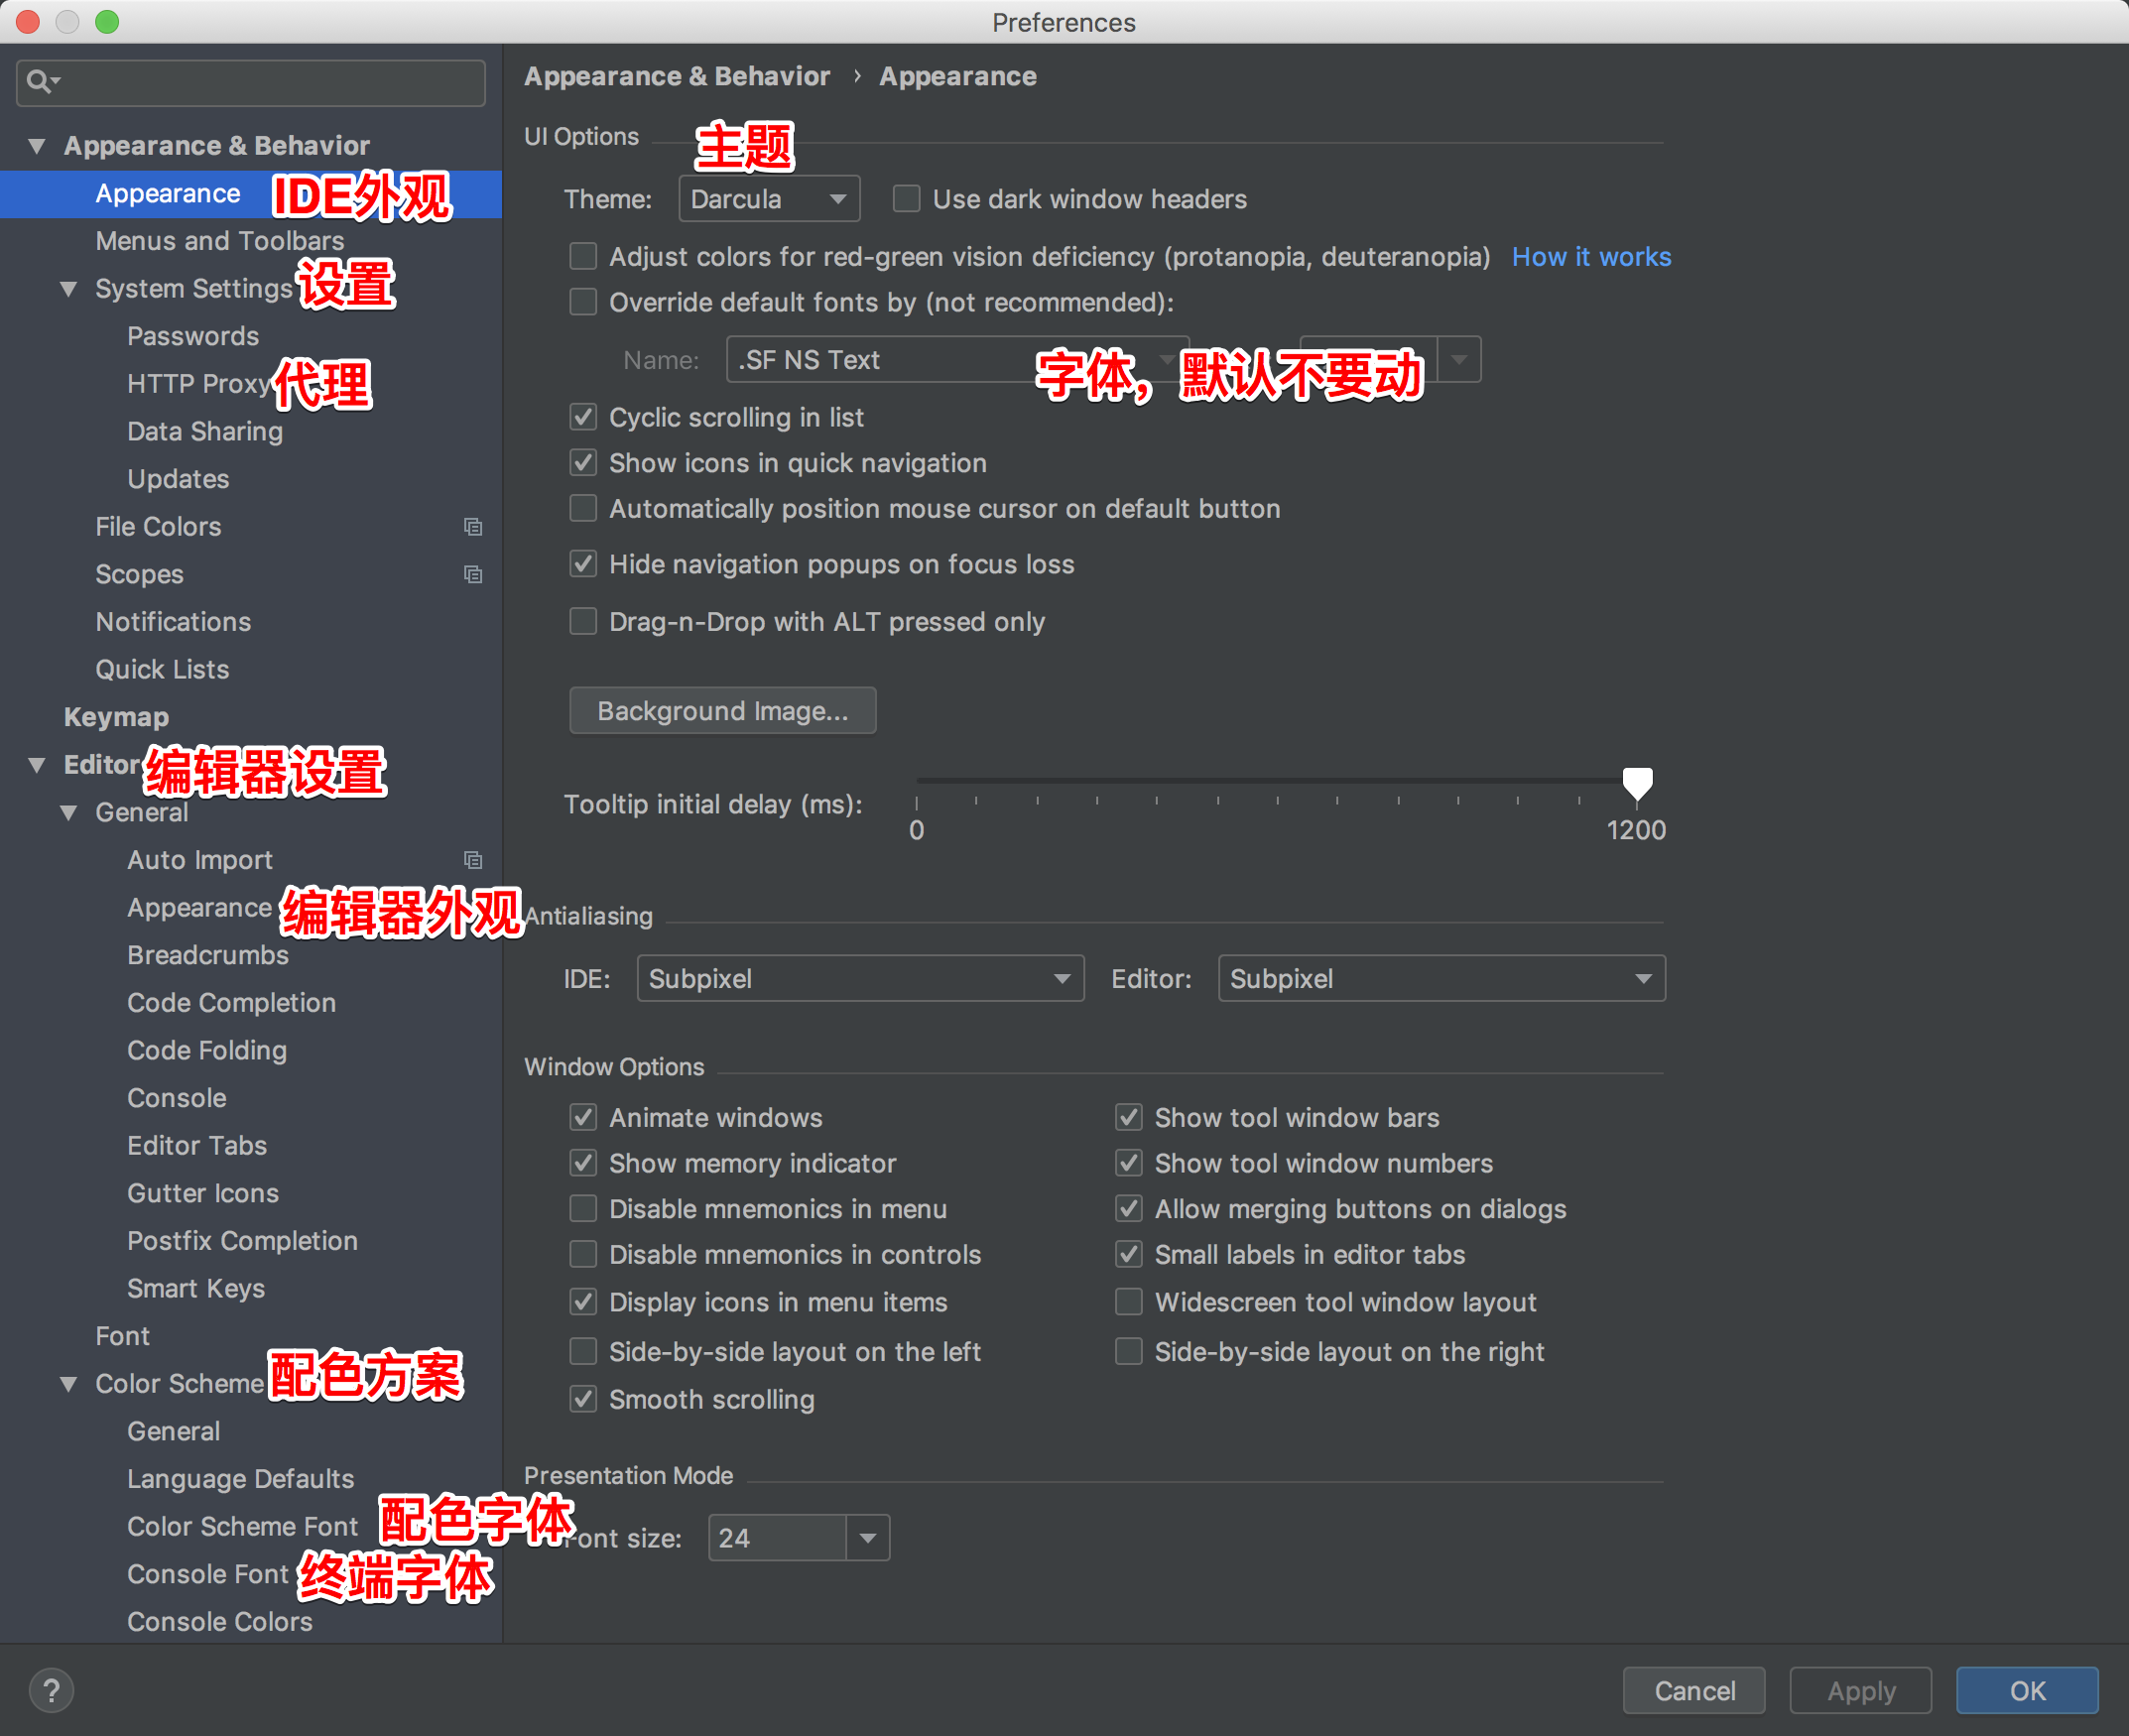 Preferences
Appearance & Behavior
Appearance IDE外观
Menus and Toolbars
System Settings 设置
Passwords
HTTP Proxy 代理
Data Sharing
Updates
File Colors
Scopes
Notifications
Quick Lists
Keymap
Editor 编辑器设置
General
Auto Import
Appearance 编辑器外观
Breadcrumbs
Code Completion
Code Folding
Console
Editor Tabs
Gutter Icons
Postfix Completion
Smart Keys
Font
Color Scheme 配色方案
General
Language Defaults
Color Scheme Font 配色字体
Console Font 终端字体
Console Colors
Appearance & Behavior › Appearance
UI Options 主题
Theme: Darcula Use dark window headers
Adjust colors for red-green vision deficiency (protanopia, deuteranopia) How it works
Override default fonts by (not recommended):
Name: .SF NS Text 字体，默认不要动
Cyclic scrolling in list
Show icons in quick navigation
Automatically position mouse cursor on default button
Hide navigation popups on focus loss
Drag-n-Drop with ALT pressed only
Background Image...
Tooltip initial delay (ms):
0 1200
Antialiasing
IDE: Subpixel Editor: Subpixel
Window Options
Animate windows Show tool window bars
Show memory indicator Show tool window numbers
Disable mnemonics in menu Allow merging buttons on dialogs
Disable mnemonics in controls Small labels in editor tabs
Display icons in menu items Widescreen tool window layout
Side-by-side layout on the left Side-by-side layout on the right
Smooth scrolling
Presentation Mode
Font size: 24
? Cancel Apply OK